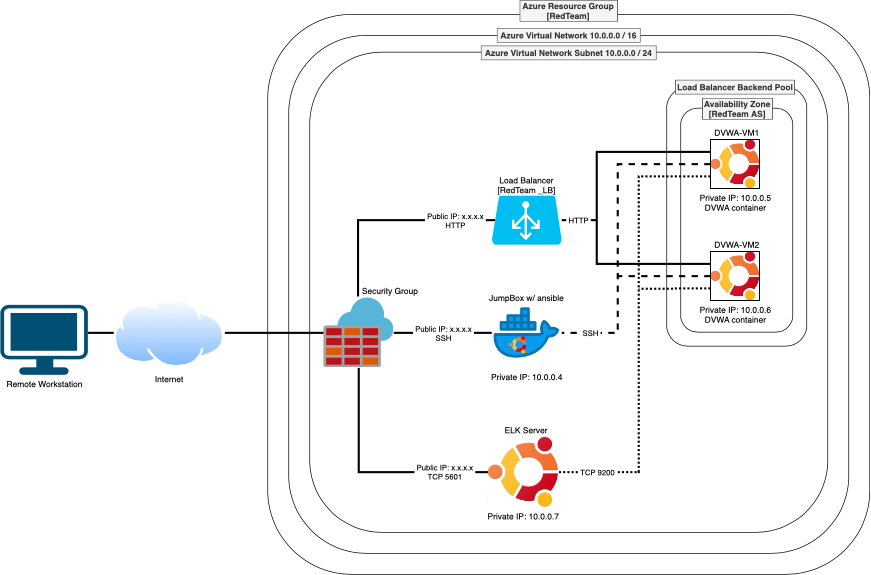 Azure Resource Group
[RedTeam]
Azure Virtual Network 10.0.0.0 / 16
Azure Virtual Network Subnet 10.0.0.0 / 24
Load Balancer Backend Pool
Availability Zone
[RedTeam AS]
DVWA-VM1
Private IP: 10.0.0.5
DVWA container
Load Balancer
[RedTeam _LB]
Public IP: x.x.x.x
HTTP
HTTP
DVWA-VM2
Private IP: 10.0.0.6
DVWA container
Security Group
JumpBox w/ ansible
Public IP: x.x.x.x
SSH
SSH
Private IP: 10.0.0.4
Remote Workstation
Internet
ELK Server
Public IP: x.x.x.x
TCP 5601
TCP 9200
Private IP: 10.0.0.7